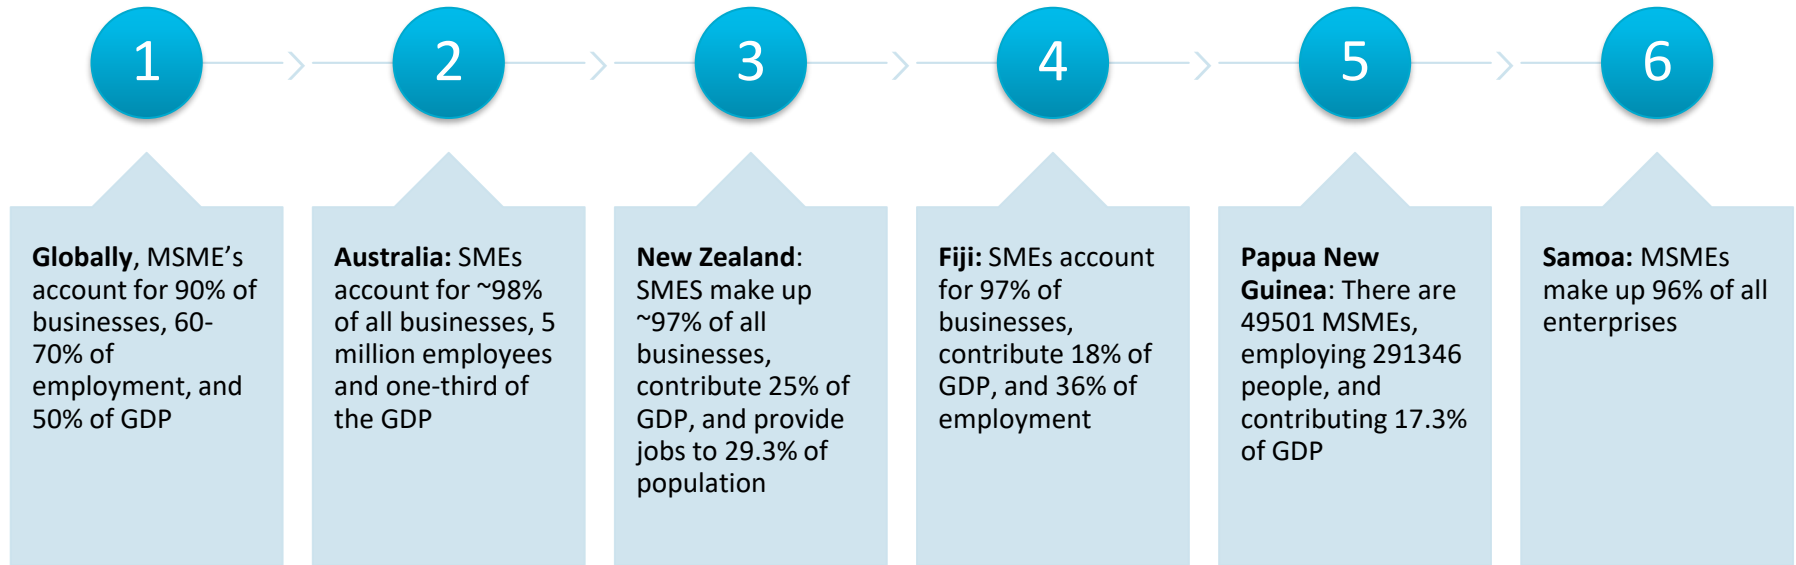 1
2
3
4
5
6
Globally, MSME’s
account for 90% of
businesses, 60-
70% of
employment, and
50% of GDP
Australia: SMEs
account for ~98%
of all businesses, 5
million employees
and one-third of
the GDP
New Zealand:
SMES make up
~97% of all
businesses,
contribute 25% of
GDP, and provide
jobs to 29.3% of
population
Fiji: SMEs account
for 97% of
businesses,
contribute 18% of
GDP, and 36% of
employment
Papua New
Guinea: There are
49501 MSMEs,
employing 291346
people, and
contributing 17.3%
of GDP
Samoa: MSMEs
make up 96% of all
enterprises